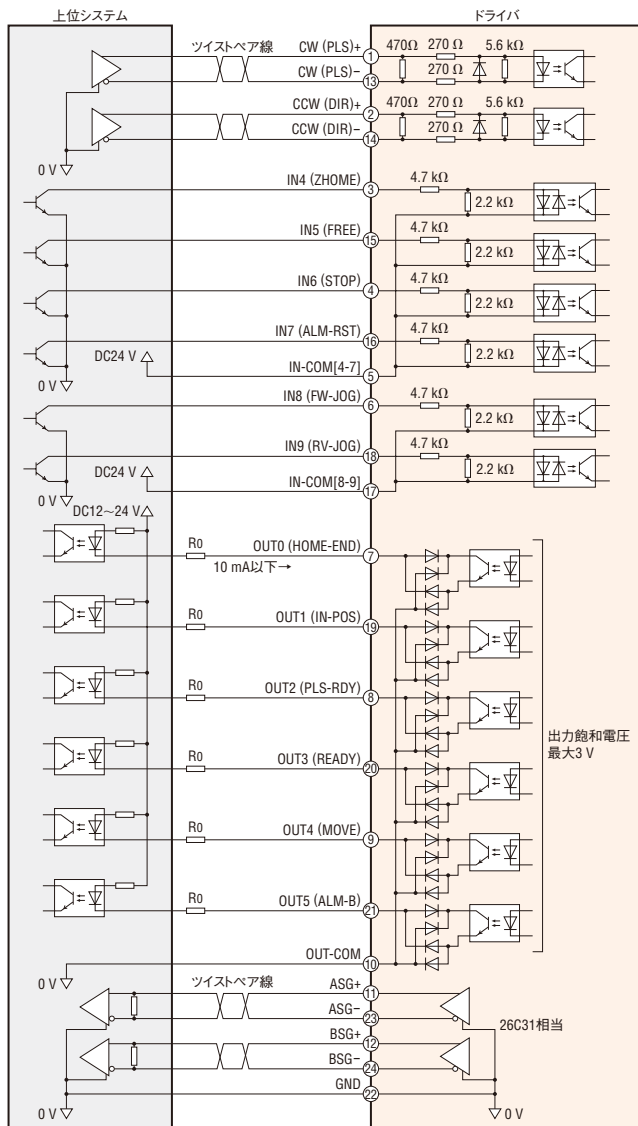 上位システム
ドライバ
ツイストペア線
CW (PLS)+
1
470Ω
270 Ω
5.6 kΩ
CW (PLS)−
13
270 Ω
CCW (DIR)+
2
470Ω
270 Ω
5.6 kΩ
CCW (DIR)−
14
270 Ω
0 V
IN4 (ZHOME)
3
4.7 kΩ
2.2 kΩ
IN5 (FREE)
15
4.7 kΩ
2.2 kΩ
IN6 (STOP)
4
4.7 kΩ
2.2 kΩ
IN7 (ALM-RST)
16
4.7 kΩ
2.2 kΩ
DC24 V
IN-COM[4-7]
5
0 V
IN8 (FW-JOG)
6
4.7 kΩ
2.2 kΩ
IN9 (RV-JOG)
18
4.7 kΩ
2.2 kΩ
DC24 V
IN-COM[8-9]
17
0 V
DC12～24 V
R0
OUT0 (HOME-END)
7
10 mA以下→
R0
OUT1 (IN-POS)
19
R0
OUT2 (PLS-RDY)
8
出力飽和電圧
最大3 V
R0
OUT3 (READY)
20
R0
OUT4 (MOVE)
9
R0
OUT5 (ALM-B)
21
OUT-COM
10
0 V
ツイストペア線
ASG+
11
ASG−
23
26C31相当
BSG+
12
BSG−
24
GND
22
0 V
0 V